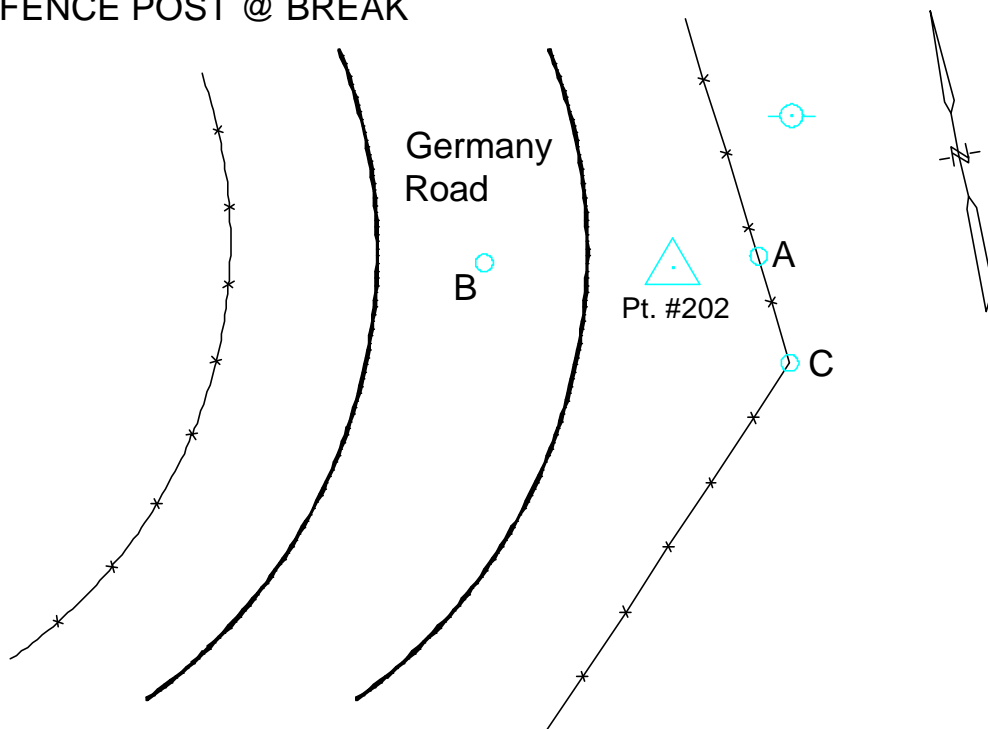 FENCE POST @ BREAK
Germany
Road
A
B
Pt. #202
C
N